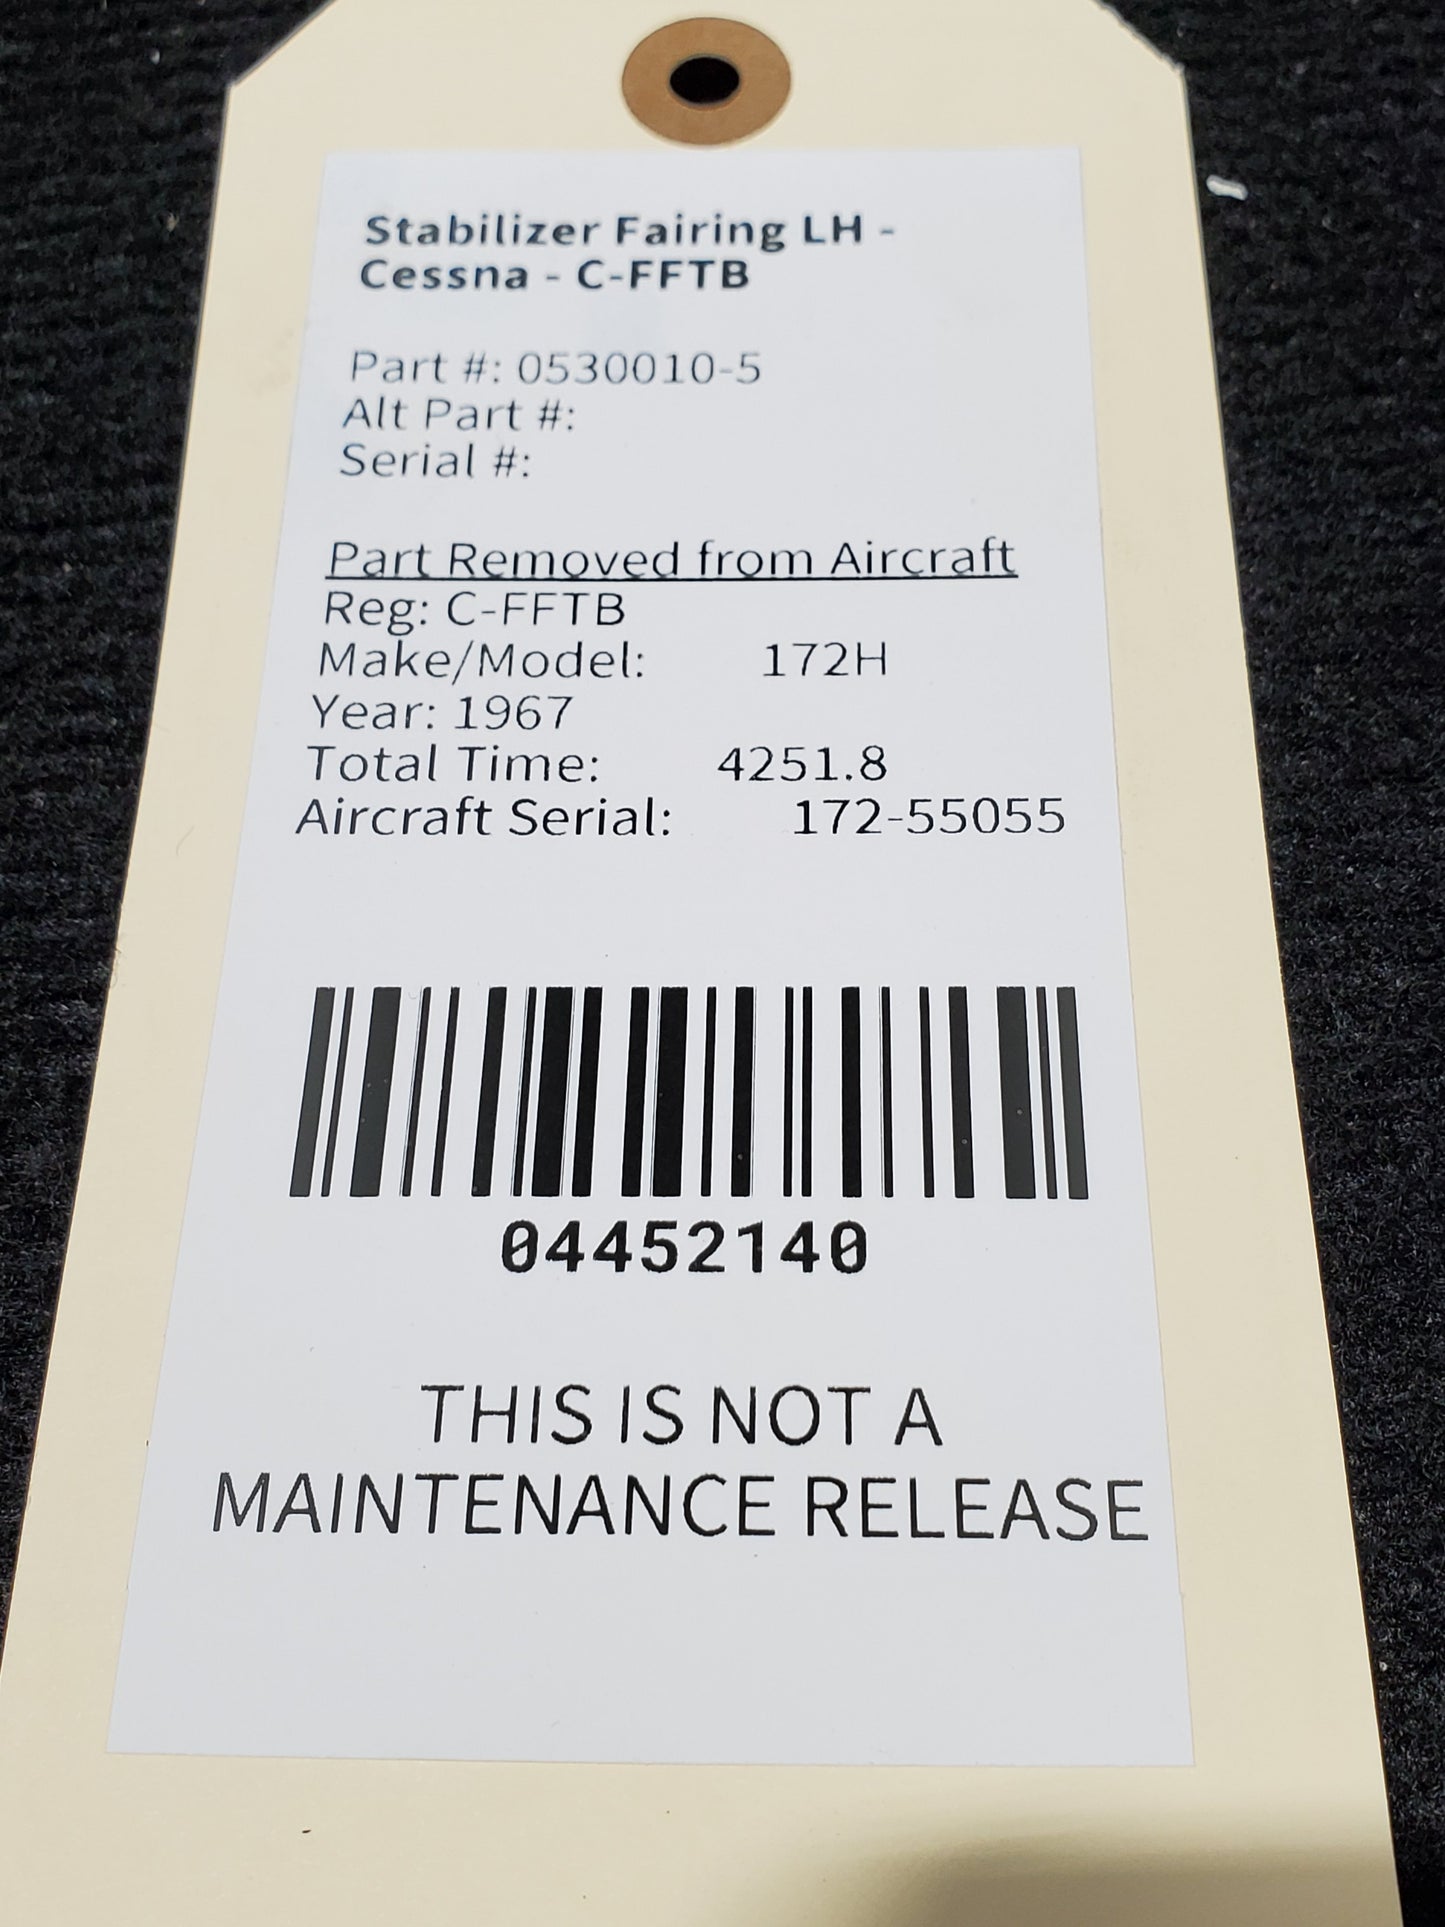 Stabilizer Fairing LH -
Cessna - C-FFTB
Part #: 0530010-5
Alt Part #:
Serial #:
Part Removed from Aircraft
Reg: C-FFTB
Make/Model: 172H
Year: 1967
Total Time: 4251.8
Aircraft Serial: 172-55055
04452140
THIS IS NOT A
MAINTENANCE RELEASE